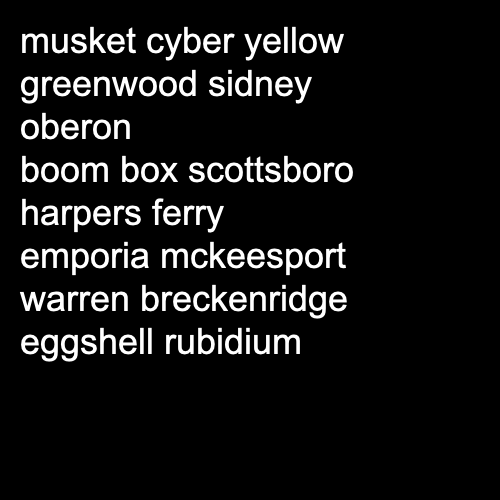 musket cyber yellow
greenwood sidney
oberon
boom box scottsboro
harpers ferry
emporia mckeesport
warren breckenridge
eggshell rubidium